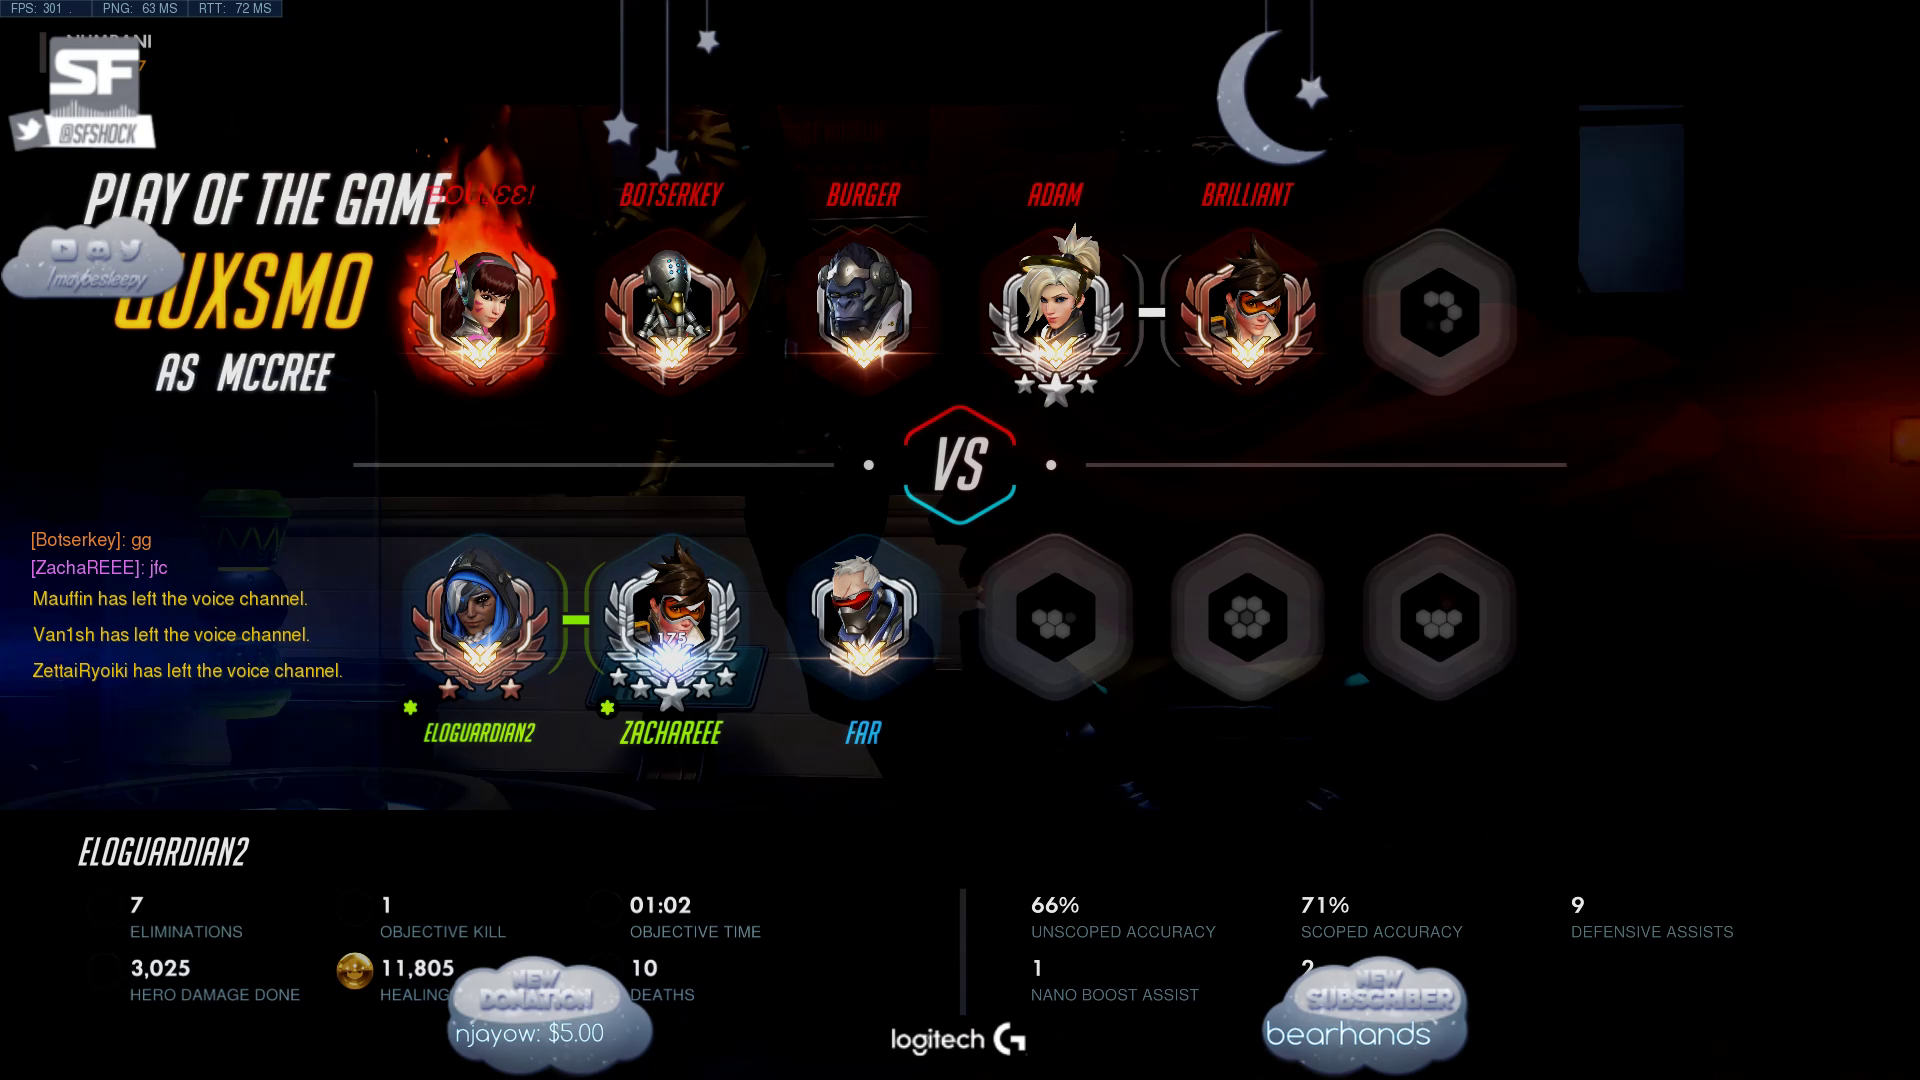 FPS: 301 . PNG: 63 MS RTT: 72 MS
SF
@SFSHOCK
PLAY OF THE GAME
QUXSMO
AS MCCREE
/maybesleepy
BOTSERKEY BURGER ADAM BRILLIANT
VS
[Botserkey]: gg
[ZachaREEE]: jfc
Mauffin has left the voice channel.
Van1sh has left the voice channel.
ZettaiRyoiki has left the voice channel.
175
ELOGUARDIAN2 ZACHAREEE FAR
ELOGUARDIAN2
7 1 01:02 66% 71% 9
ELIMINATIONS OBJECTIVE KILL OBJECTIVE TIME UNSCOPED ACCURACY SCOPED ACCURACY DEFENSIVE ASSISTS
3,025 11,805 10 1 2
HERO DAMAGE DONE HEALING DEATHS NANO BOOST ASSIST
NEW DONATION
njayow: $5.00
logitech G
NEW SUBSCRIBER
bearhands